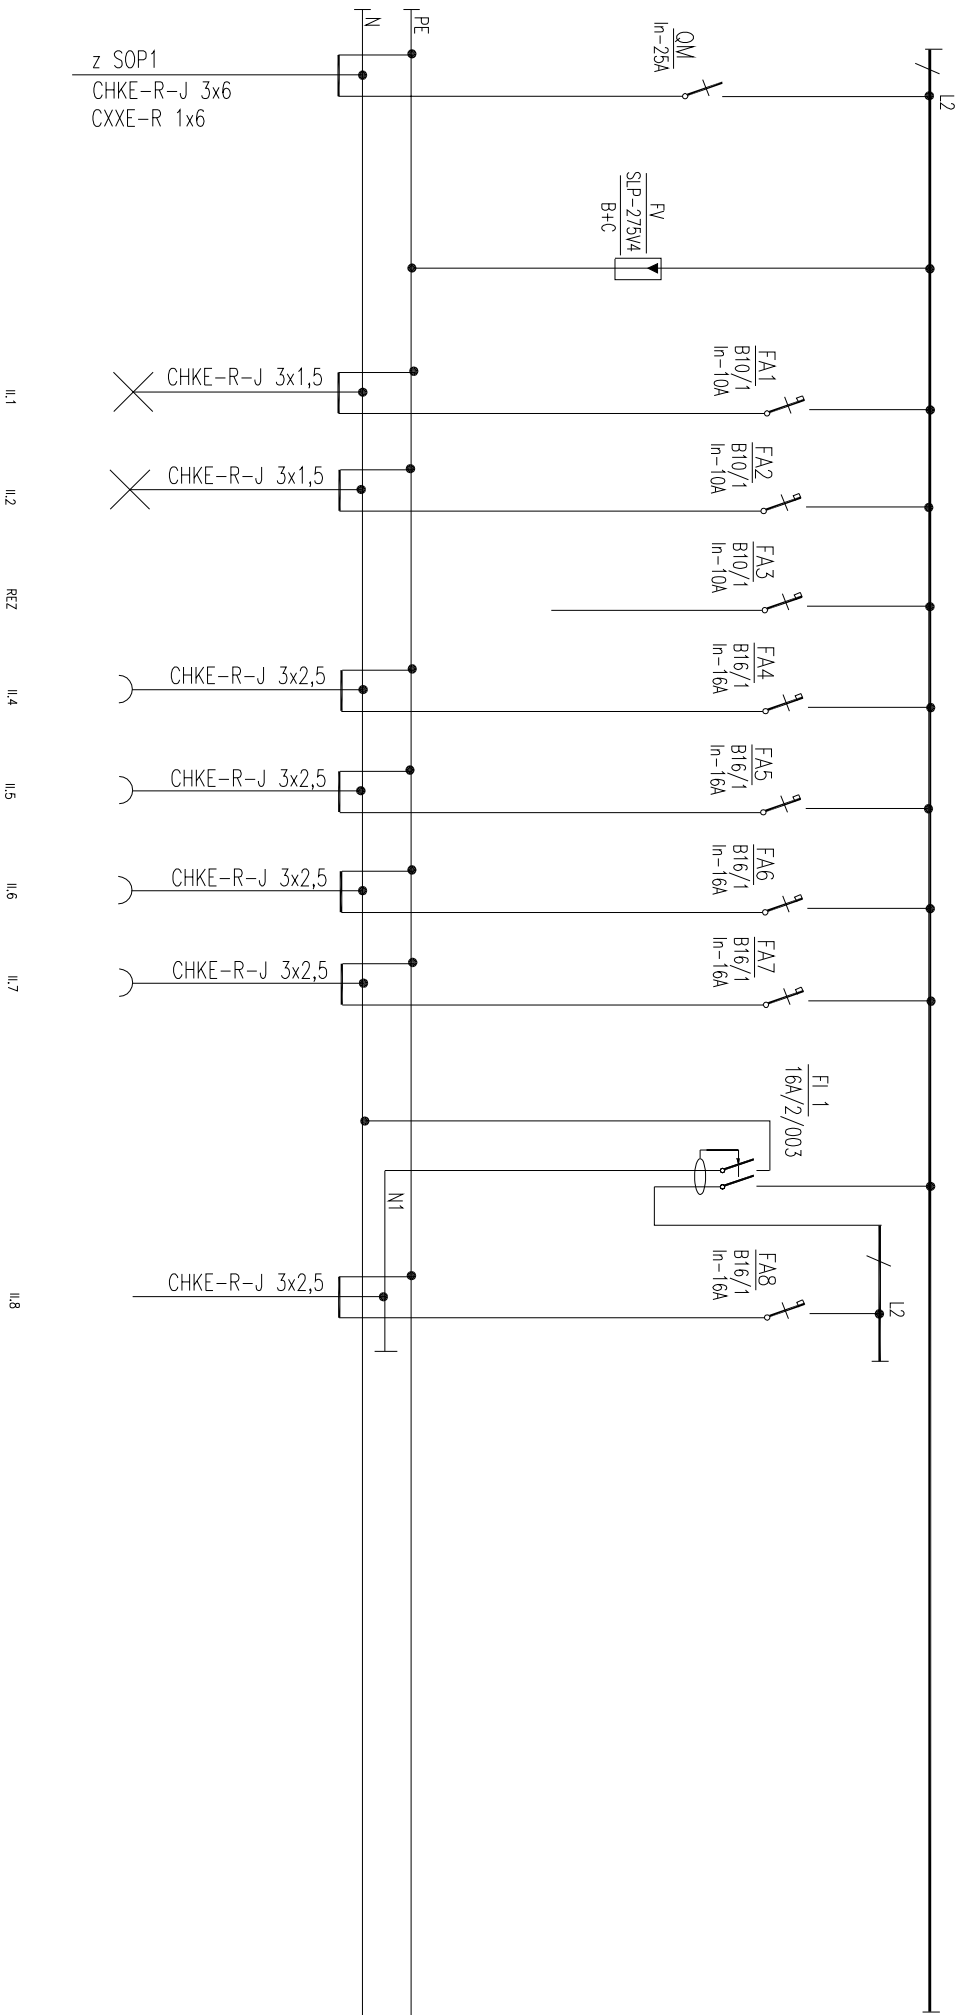 N
PE
QM
In-25A
L2
z SOP1
CHKE-R-J 3x6
CXXE-R 1x6
FV
SLP-275V4
B+C
FA1
B10/1
In-10A
CHKE-R-J 3x1,5
II.1
FA2
B10/1
In-10A
CHKE-R-J 3x1,5
II.2
FA3
B10/1
In-10A
REZ
FA4
B16/1
In-16A
CHKE-R-J 3x2,5
II.4
FA5
B16/1
In-16A
CHKE-R-J 3x2,5
II.5
FA6
B16/1
In-16A
CHKE-R-J 3x2,5
II.6
FA7
B16/1
In-16A
CHKE-R-J 3x2,5
II.7
FI 1
16A/2/003
N1
FA8
B16/1
In-16A
L2
CHKE-R-J 3x2,5
II.8